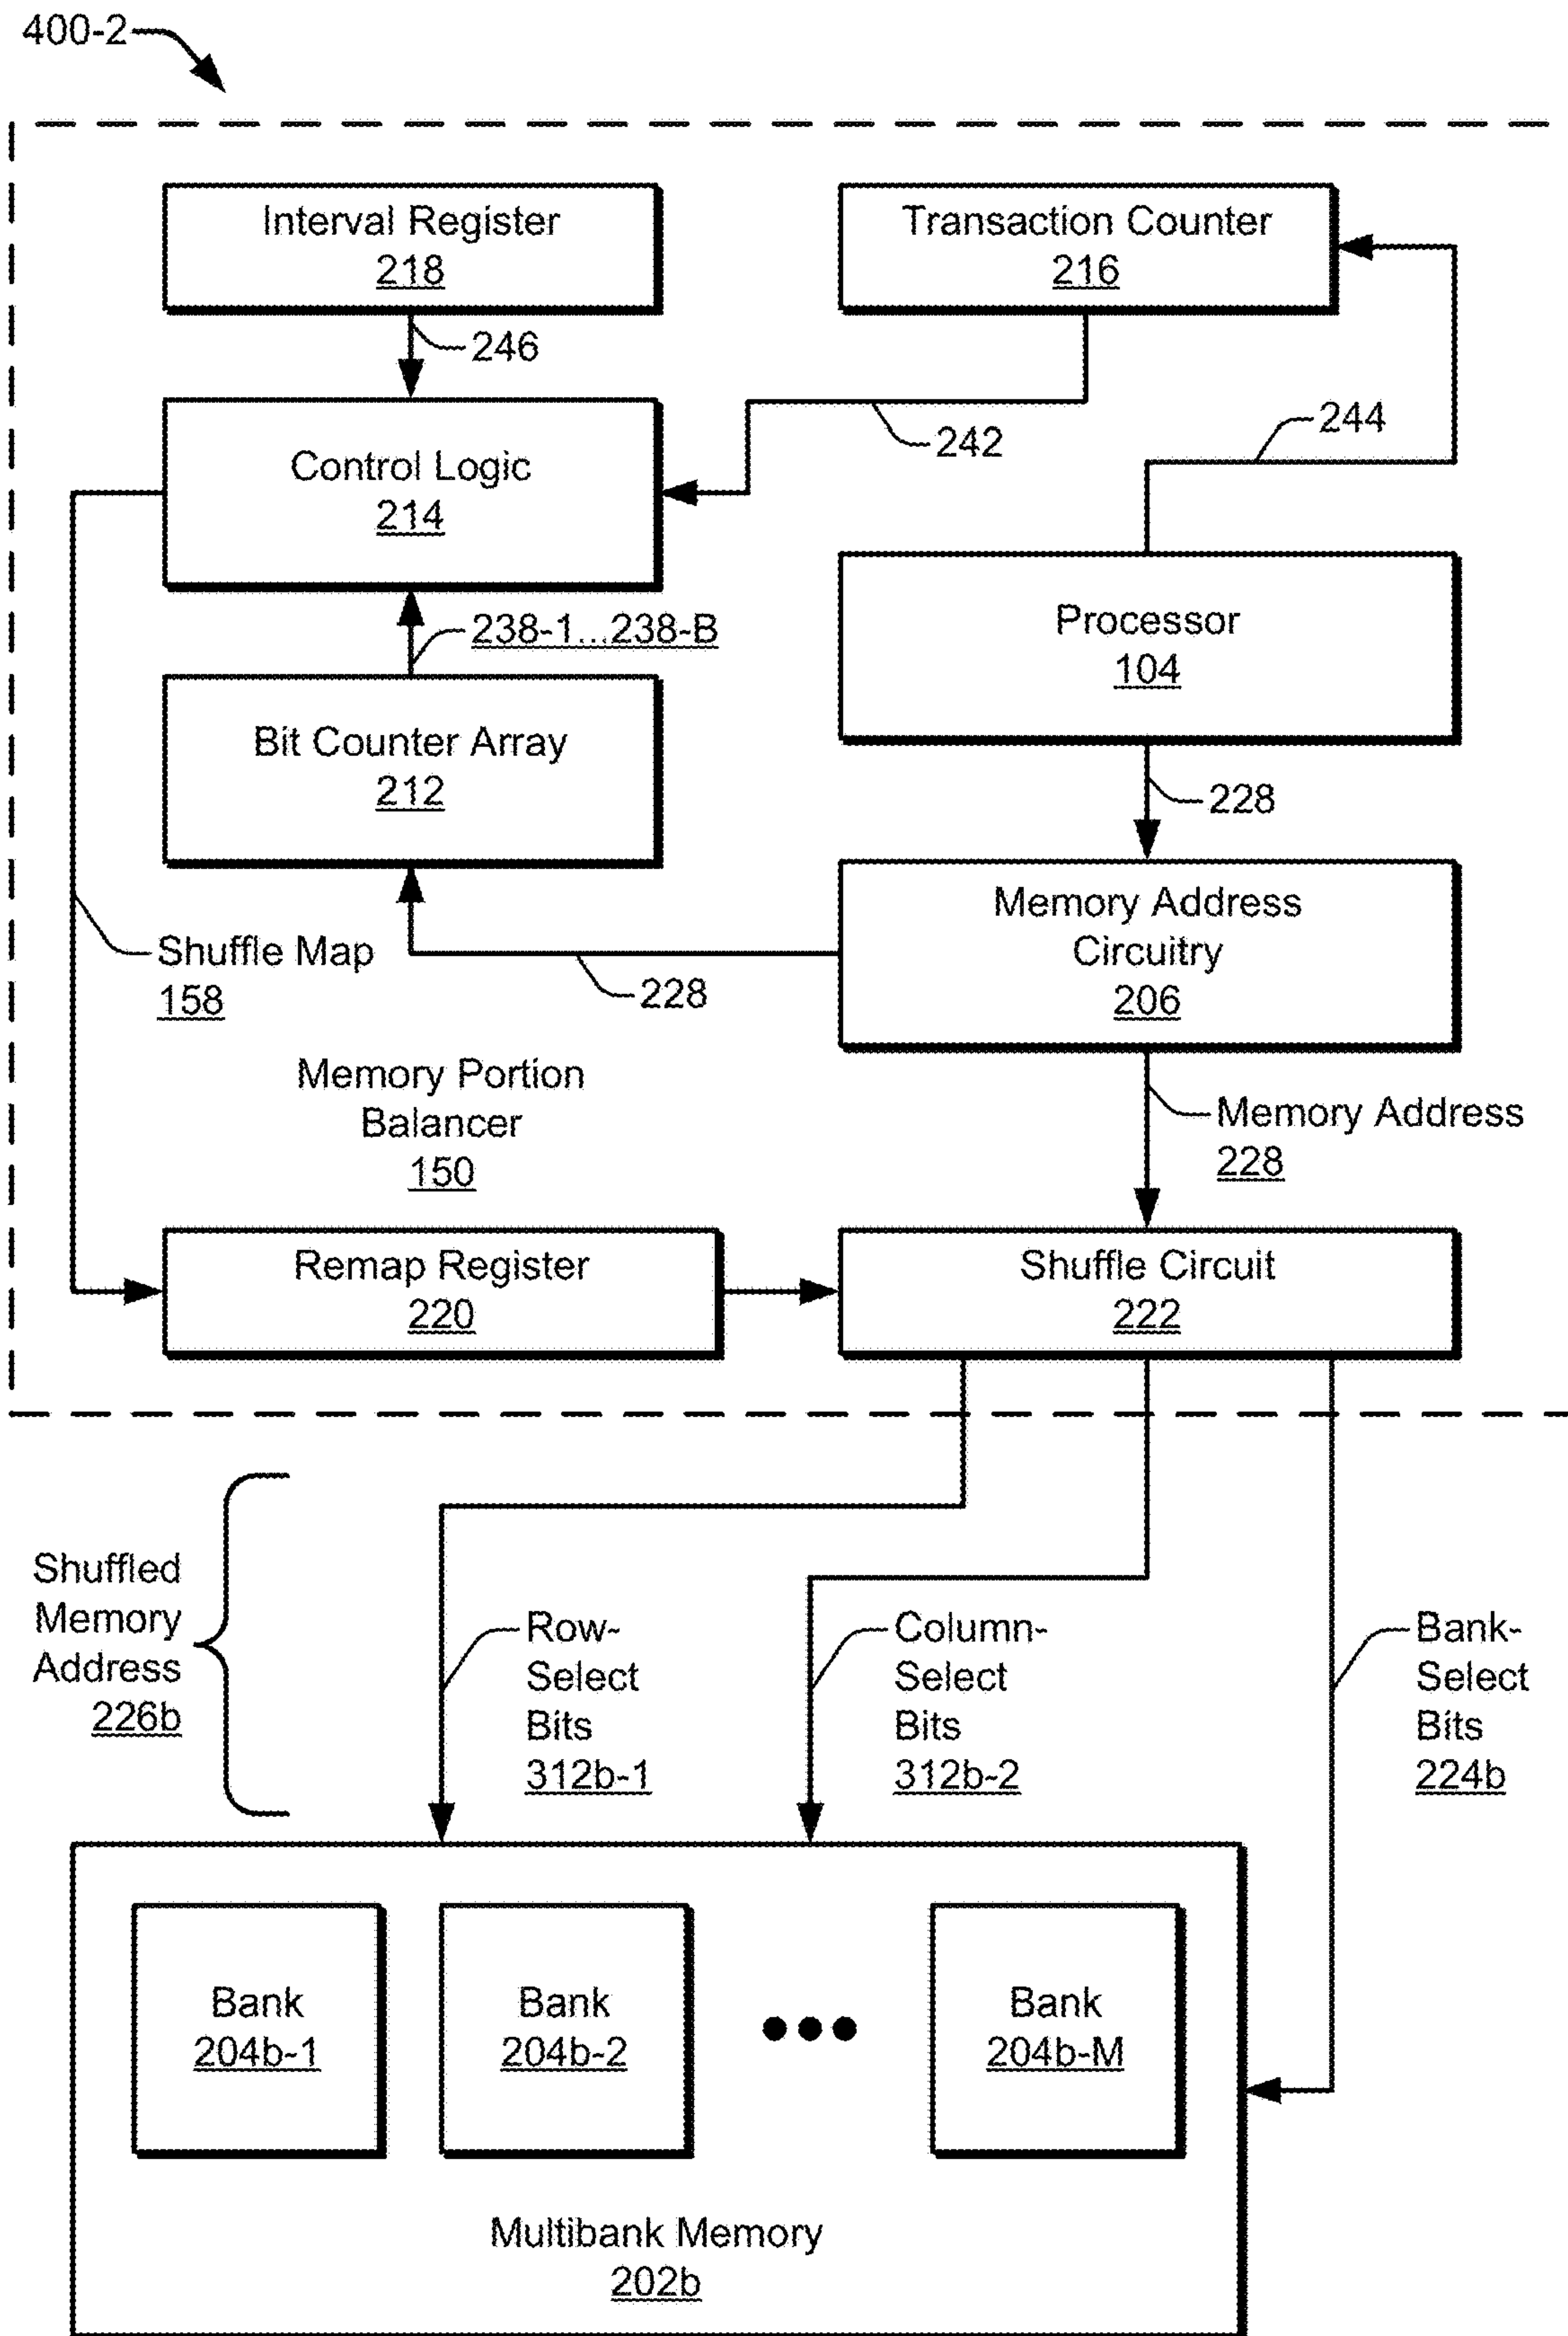 400-2
Interval Register
218
Transaction Counter
216
246
242
244
Control Logic
214
238-1...238-B
Processor
104
Bit Counter Array
212
228
Memory Address
Circuitry
206
Shuffle Map
158
228
Memory Portion
Balancer
150
Memory Address
228
Remap Register
220
Shuffle Circuit
222
Shuffled
Memory
Address
226b
Row-
Select
Bits
312b-1
Column-
Select
Bits
312b-2
Bank-
Select
Bits
224b
Bank
204b-1
Bank
204b-2
Bank
204b-M
Multibank Memory
202b